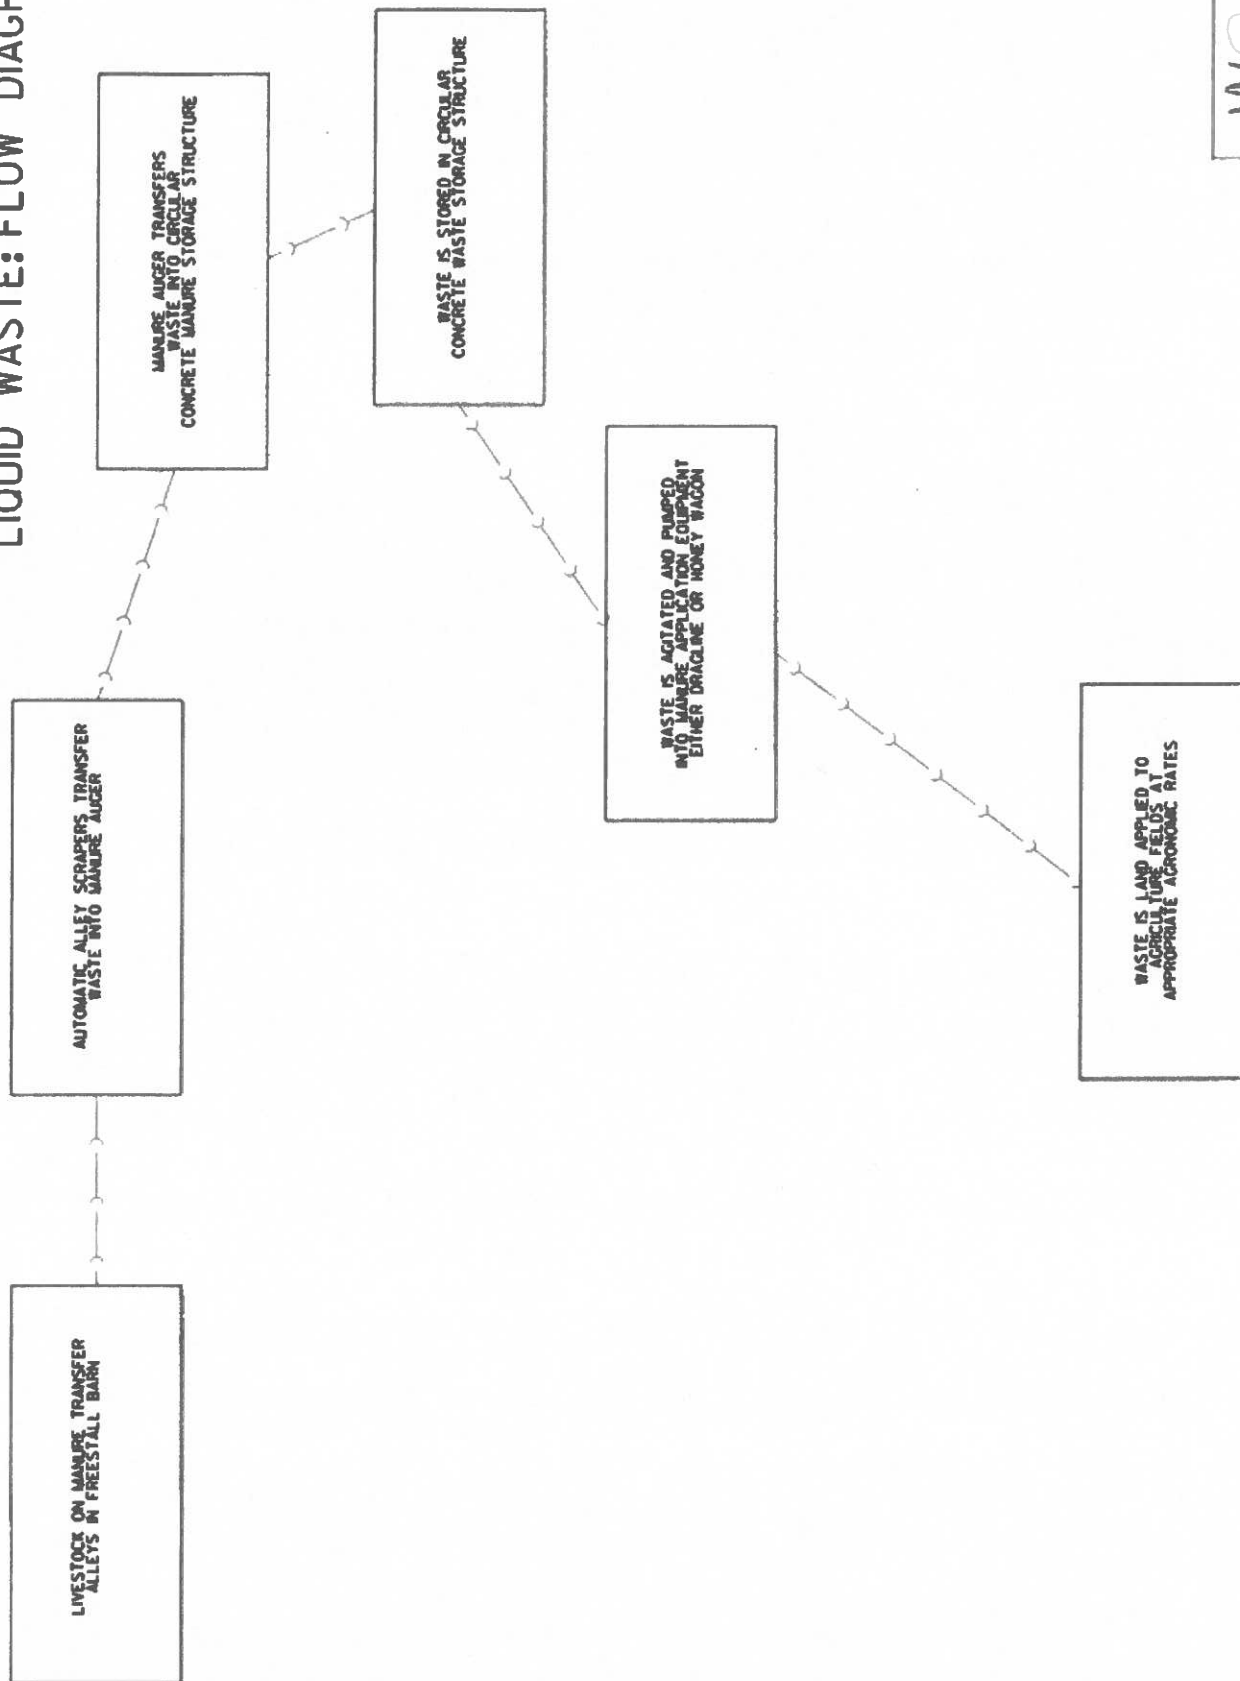 LIQUID WASTE: FLOW
LIVESTOCK ON MANURE TRANSFER
ALLEYS IN FREESTALL BARN
AUTOMATIC ALLEY SCRAPERS TRANSFER
WASTE INTO MANURE AUGER
MANURE AUGER TRANSFERS
WASTE INTO CIRCULAR
CONCRETE MANURE STORAGE STRUCTURE
WASTE IS STORED IN CIRCULAR
CONCRETE WASTE STORAGE STRUCTURE
WASTE IS AGITATED AND PUMPED
INTO MANURE APPLICATION EQUIPMENT
EITHER DRAGLINE OR HONEY WAGON
WASTE IS LAND APPLIED TO
AGRICULTURE FIELDS AT
APPROPRIATE AGRONOMIC RATES